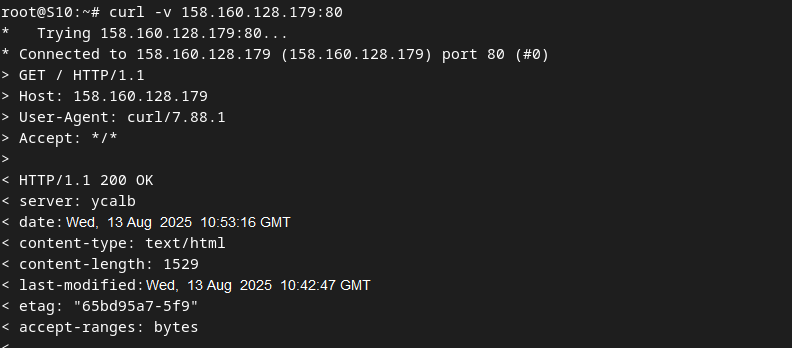 root@S10:~# curl -v 158.160.128.179:80
*   Trying 158.160.128.179:80...
* Connected to 158.160.128.179 (158.160.128.179) port 80 (#0)
> GET / HTTP/1.1
> Host: 158.160.128.179
> User-Agent: curl/7.88.1
> Accept: */*
>
< HTTP/1.1 200 OK
< server: ycalb
< date: Wed, 13 Aug 2025 10:53:16 GMT
< content-type: text/html
< content-length: 1529
< last-modified: Wed, 13 Aug 2025 10:42:47 GMT
< etag: "65bd95a7-5f9"
< accept-ranges: bytes
<